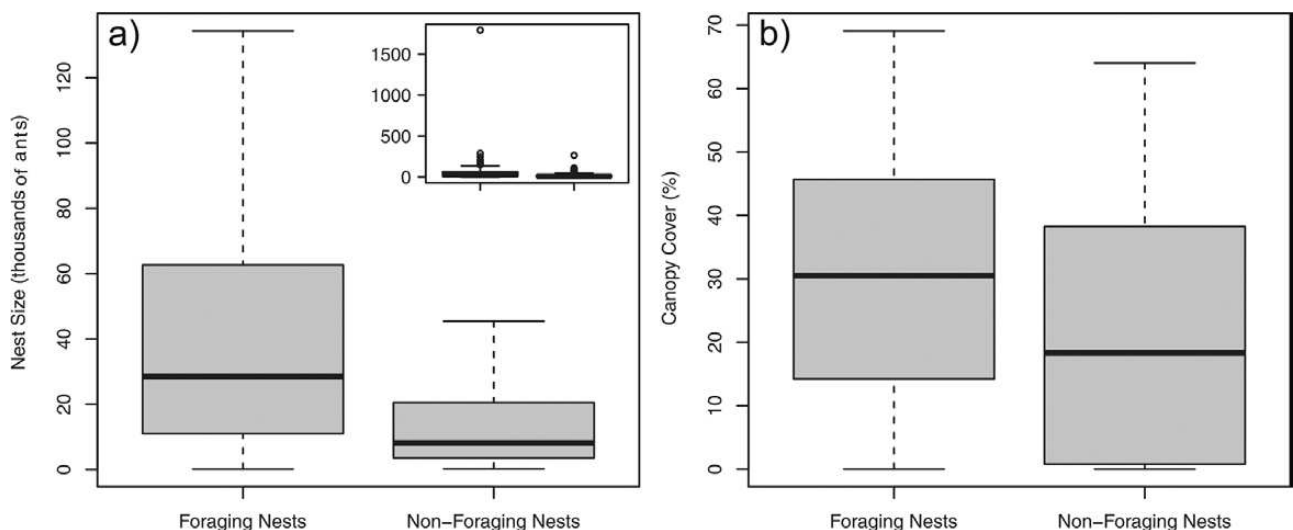 a)
Nest Size (thousands of ants)
120
100
80
60
40
20
0
1500
1000
500
0
Foraging Nests
Non−Foraging Nests
b)
Canopy Cover (%)
70
60
50
40
30
20
10
0
Foraging Nests
Non−Foraging Nests